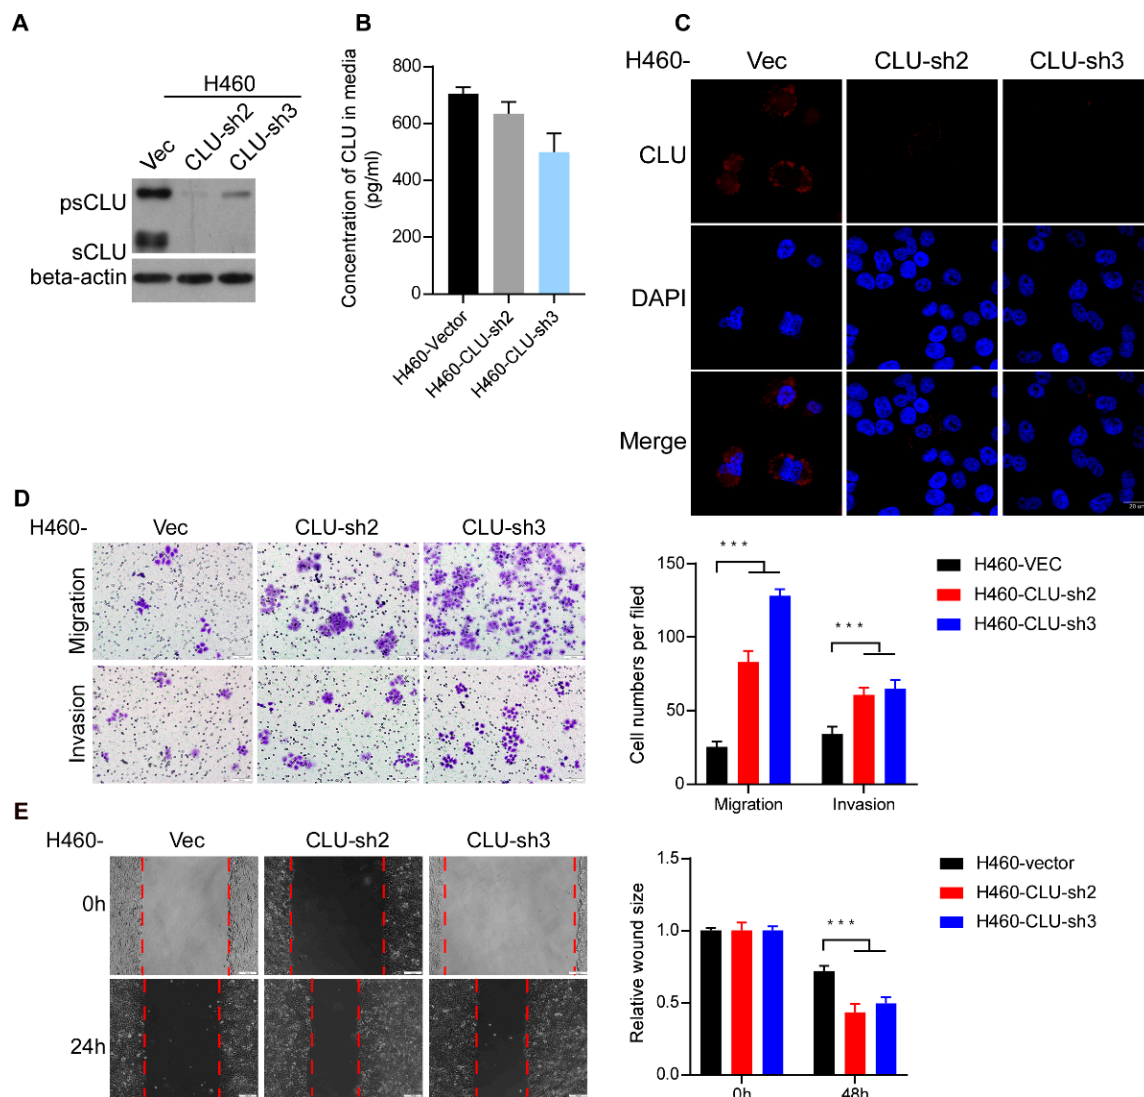 A
H460
Vec
CLU-sh2
CLU-sh3
psCLU
sCLU
beta-actin
B
Concentration of CLU in media
(pg/ml)
800
600
400
200
0
H460-Vector
H460-CLU-sh2
H460-CLU-sh3
C
H460- Vec CLU-sh2 CLU-sh3
CLU
DAPI
Merge
D
H460- Vec CLU-sh2 CLU-sh3
Migration
Invasion
Cell numbers per filed
150
100
50
0
* * *
* * *
Migration Invasion
H460-VEC
H460-CLU-sh2
H460-CLU-sh3
E
H460- Vec CLU-sh2 CLU-sh3
0h
24h
Relative wound size
1.5
1.0
0.5
0.0
* * *
0h 48h
H460-vector
H460-CLU-sh2
H460-CLU-sh3